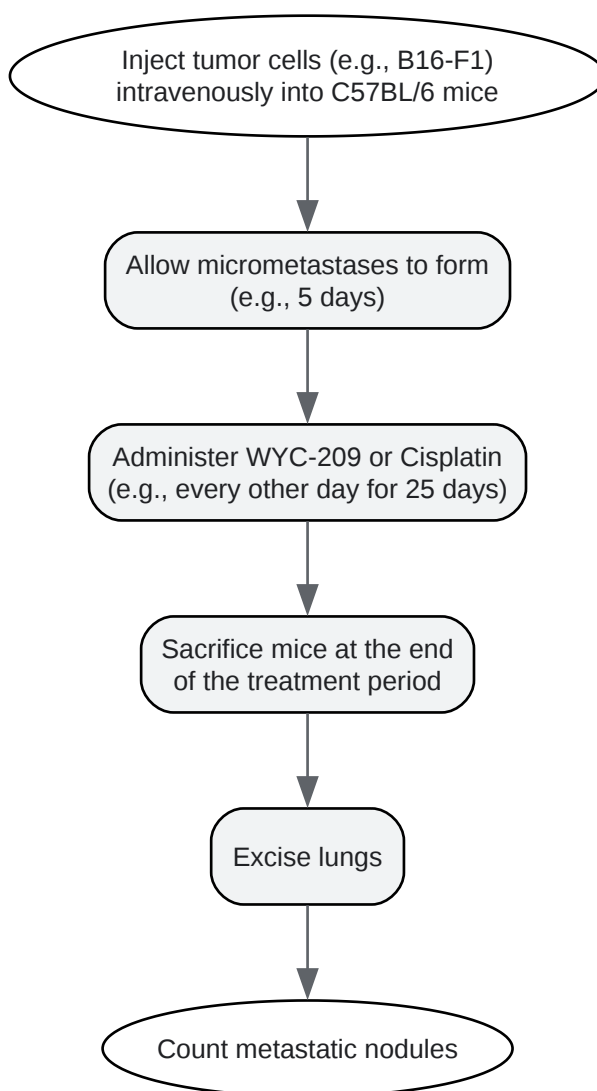 Inject tumor cells (e.g., B16-F1)
intravenously into C57BL/6 mice
Allow micrometastases to form
(e.g., 5 days)
Administer WYC-209 or Cisplatin
(e.g., every other day for 25 days)
Sacrifice mice at the end
of the treatment period
Excise lungs
Count metastatic nodules